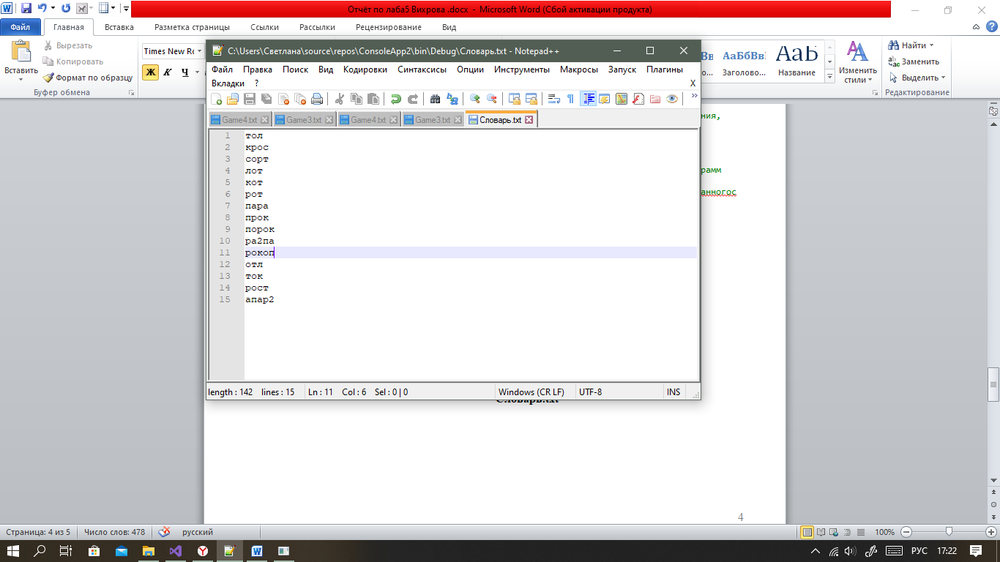 Отчёт по лаба5 Вихрова .docx - Microsoft Word (Сбой активации продукта)
Файл Главная Вставка Разметка страницы Ссылки Рассылки Рецензирование Вид
Вставить
Вырезать
Копировать
Формат по образцу
Буфер обмена
Times New Ro
Ж К Ч
АаБбВвI
Заголово...
АаЬ
Название
Изменить
стили
Найти
Заменить
Выделить
Редактирование
C:\Users\Светлана\source\repos\ConsoleApp2\bin\Debug\Словарь.txt - Notepad++
Файл Правка Поиск Вид Кодировки Синтаксисы Опции Инструменты Макросы Запуск Плагины
Вкладки ? X
Game4.txt Game3.txt Game4.txt Game3.txt Словарь.txt
1 тол
2 крос
3 сорт
4 лот
5 кот
6 рот
7 пара
8 прок
9 порок
10 ра2па
11 рокоп
12 отл
13 ток
14 рост
15 апар2
length : 142 lines : 15 Ln : 11 Col : 6 Sel : 0 | 0 Windows (CR LF) UTF-8 INS
ния,
рамм
анногос
Словарь.txt
4
Страница: 4 из 5 Число слов: 478 русский 100%
РУС 17:22